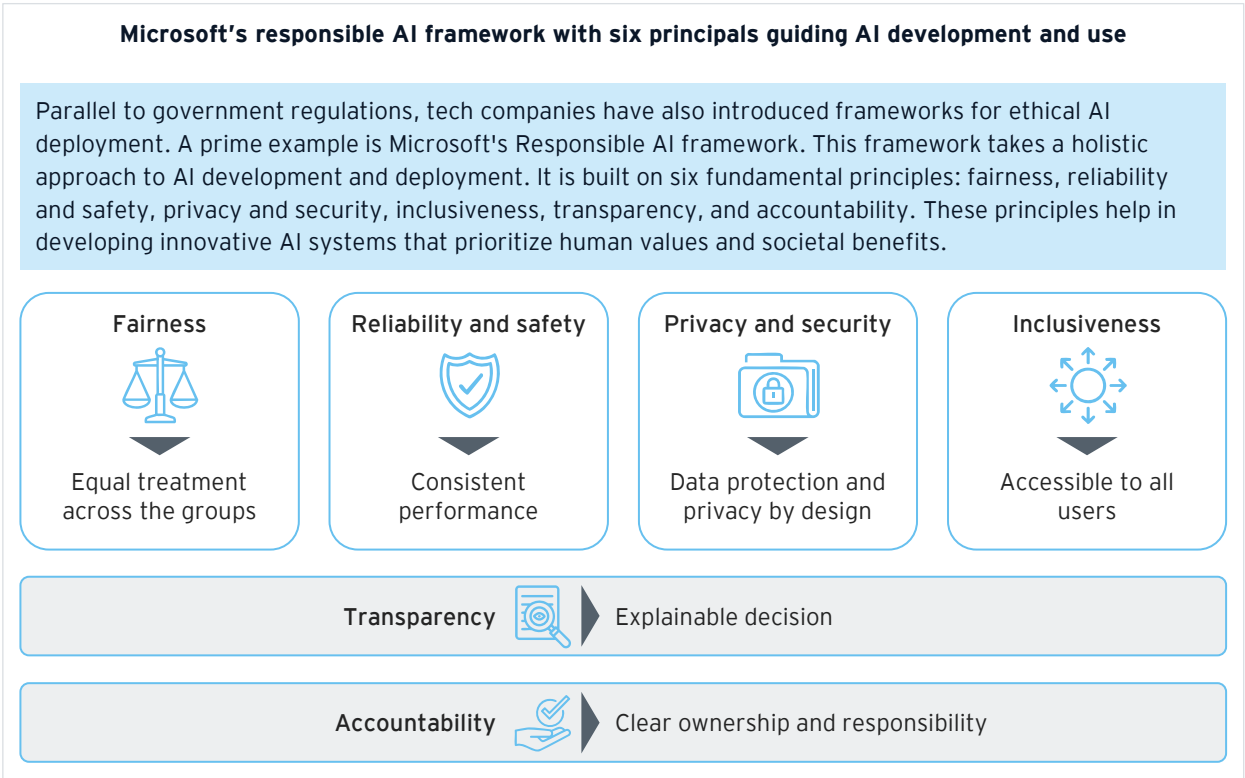 Microsoft’s responsible AI framework with six principals guiding AI development and use
Parallel to government regulations, tech companies have also introduced frameworks for ethical AI
deployment. A prime example is Microsoft's Responsible AI framework. This framework takes a holistic
approach to AI development and deployment. It is built on six fundamental principles: fairness, reliability
and safety, privacy and security, inclusiveness, transparency, and accountability. These principles help in
developing innovative AI systems that prioritize human values and societal benefits.
Fairness
Equal treatment
across the groups
Reliability and safety
Consistent
performance
Privacy and security
Data protection and
privacy by design
Inclusiveness
Accessible to all
users
Transparency
Explainable decision
Accountability
Clear ownership and responsibility